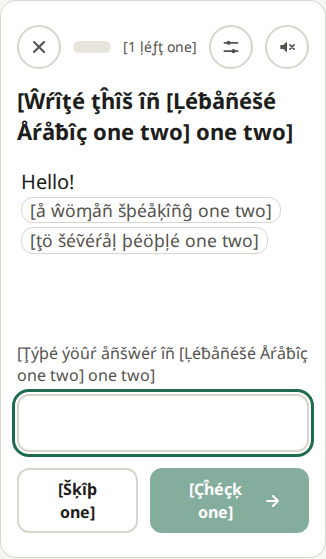 [1 ļéƒţ one]
[Ŵŕîţé ţĥîš îñ [Ļéƀåñéšé
Åŕåƀîç one two] one two]
Hello!
[å ŵöɱåñ šþéåķîñĝ one two]
[ţö šéṽéŕåļ þéöþļé one two]
[Ţýþé ýöûŕ åñšŵéŕ îñ [Ļéƀåñéšé Åŕåƀîç
one two] one two]
[Šķîþ
one]
[Çĥéçķ
one]